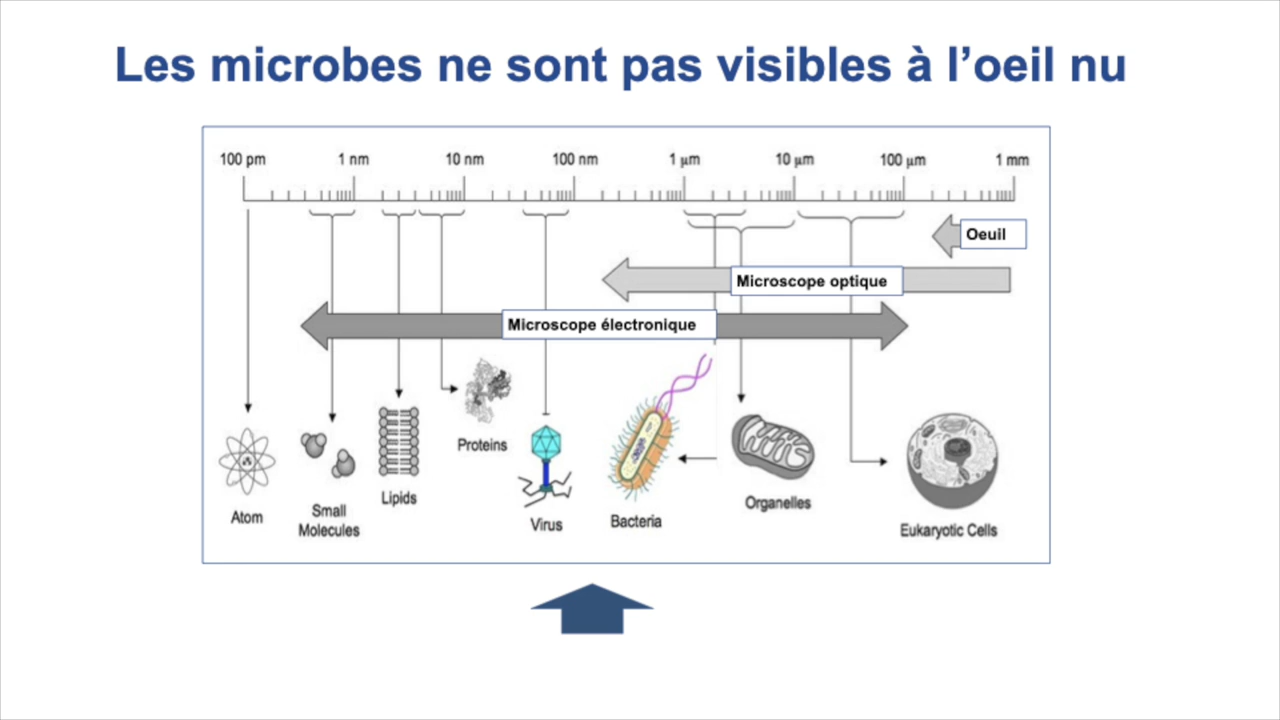 Les microbes ne sont pas visibles à l’oeil nu
100 pm 1 nm 10 nm 100 nm 1 μm 10 μm 100 μm 1 mm
Oeuil
Microscope optique
Microscope électronique
Proteins
Lipids
Organelles
Atom
Small
Molecules
Virus
Bacteria
Eukaryotic Cells